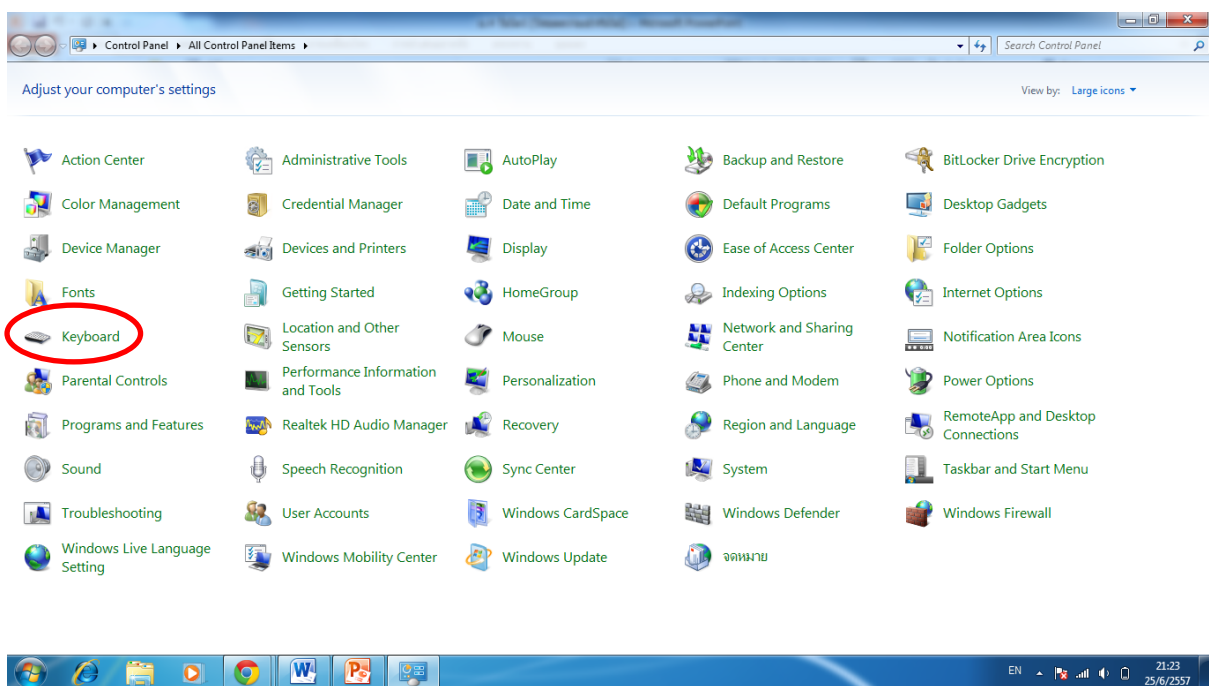 Control Panel ▸ All Control Panel Items ▸
Search Control Panel
Adjust your computer's settings
View by: Large icons
Action Center
Administrative Tools
AutoPlay
Backup and Restore
BitLocker Drive Encryption
Color Management
Credential Manager
Date and Time
Default Programs
Desktop Gadgets
Device Manager
Devices and Printers
Display
Ease of Access Center
Folder Options
Fonts
Getting Started
HomeGroup
Indexing Options
Internet Options
Keyboard
Location and Other
Sensors
Mouse
Network and Sharing
Center
Notification Area Icons
Parental Controls
Performance Information
and Tools
Personalization
Phone and Modem
Power Options
Programs and Features
Realtek HD Audio Manager
Recovery
Region and Language
RemoteApp and Desktop
Connections
Sound
Speech Recognition
Sync Center
System
Taskbar and Start Menu
Troubleshooting
User Accounts
Windows CardSpace
Windows Defender
Windows Firewall
Windows Live Language
Setting
Windows Mobility Center
Windows Update
จดหมาย
EN
21:23
25/6/2557